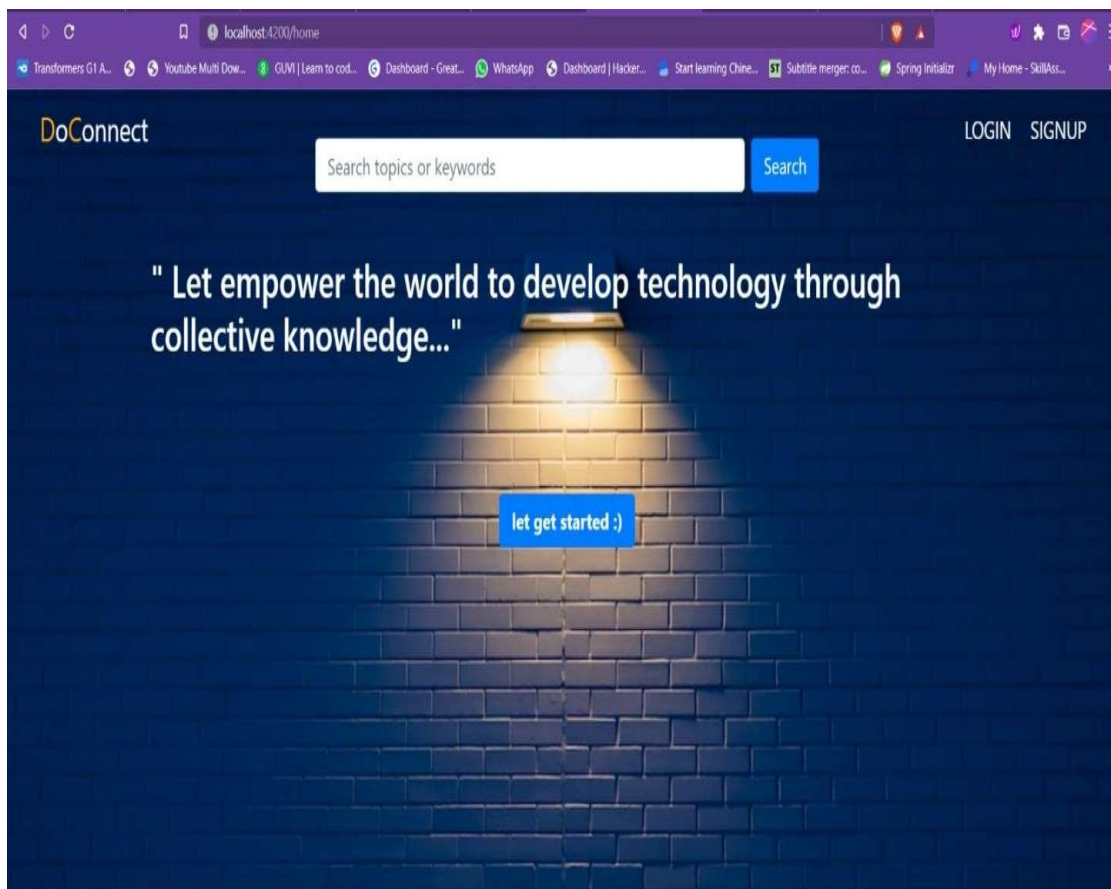 localhost:4200/home
Transformers G1 A... Youtube Multi Dow... GUVI | Learn to cod... Dashboard - Great... WhatsApp Dashboard | Hacker... Start learning Chine... ST Subtitle merger: co... Spring Initializr My Home - SkillAss...
DoConnect
LOGIN SIGNUP
Search topics or keywords Search
" Let empower the world to develop technology through
collective knowledge..."
let get started :)